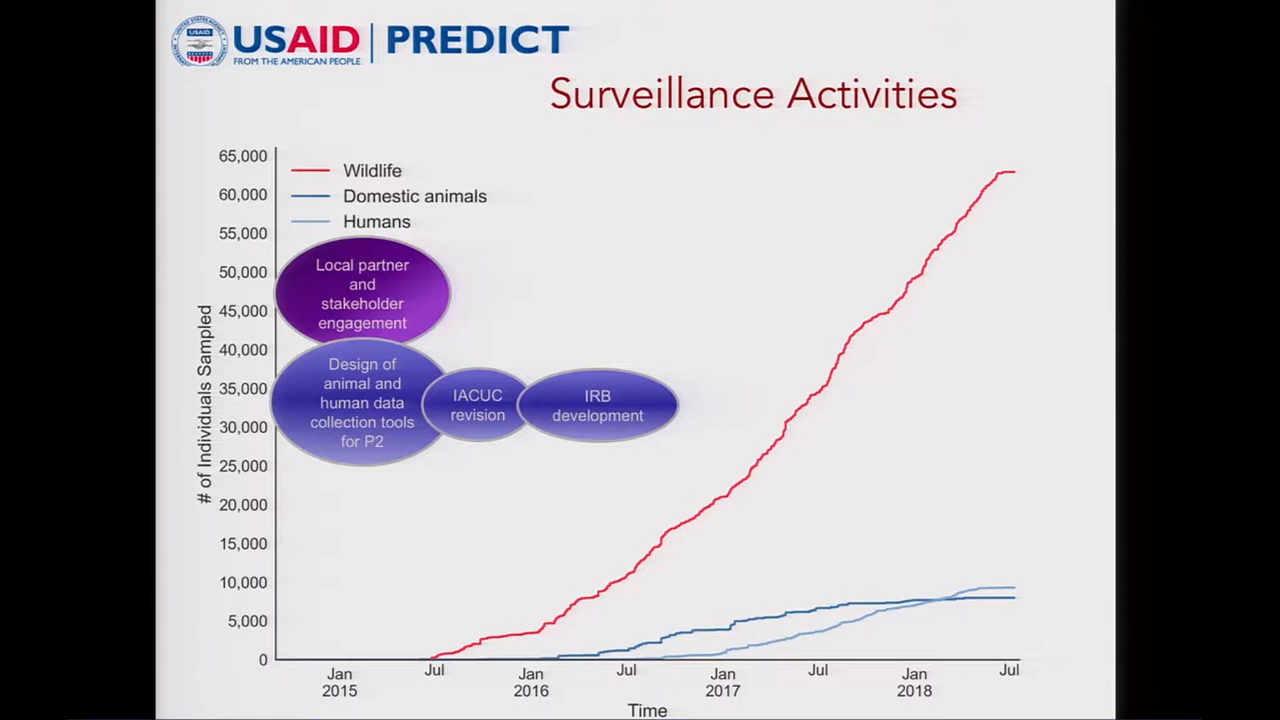 USAID | PREDICT
FROM THE AMERICAN PEOPLE
Surveillance Activities
65,000
60,000
55,000
50,000
45,000
40,000
35,000
30,000
25,000
20,000
15,000
10,000
5,000
0
# of Individuals Sampled
Wildlife
Domestic animals
Humans
Local partner
and
stakeholder
engagement
Design of
animal and
human data
collection tools
for P2
IACUC
revision
IRB
development
Jan
2015
Jul
Jan
2016
Jul
Jan
2017
Jul
Jan
2018
Jul
Time